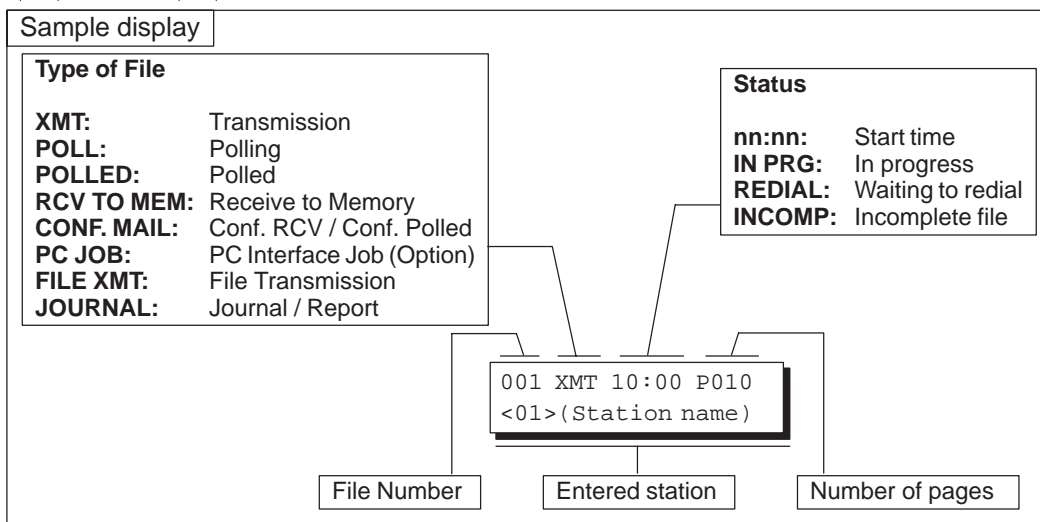 Sample display
Type of File
XMT: Transmission
POLL: Polling
POLLED: Polled
RCV TO MEM: Receive to Memory
CONF. MAIL: Conf. RCV / Conf. Polled
PC JOB: PC Interface Job (Option)
FILE XMT: File Transmission
JOURNAL: Journal / Report
Status
nn:nn: Start time
IN PRG: In progress
REDIAL: Waiting to redial
INCOMP: Incomplete file
001 XMT 10:00 P010
<01>(Station name)
File Number
Entered station
Number of pages